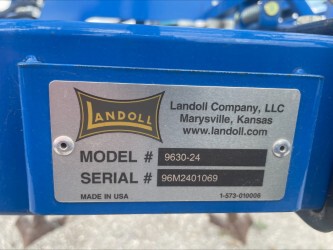 LANDOLL
Landoll Company, LLC
Marysville, Kansas
www.landoll.com
MODEL # 9630-24
SERIAL # 96M2401069
MADE IN USA
1-573-010006